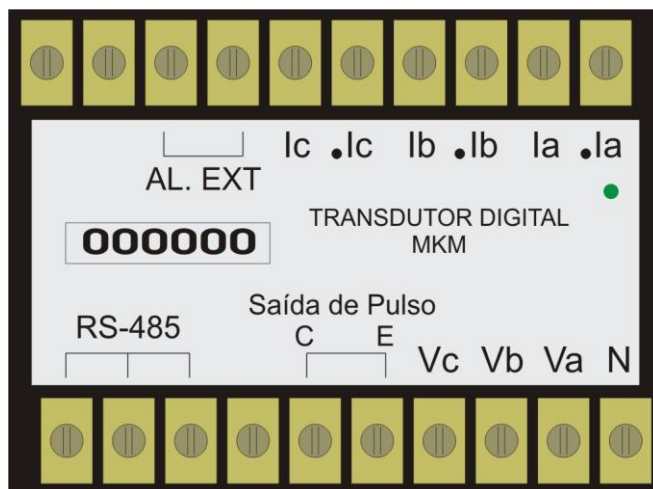 Ic .Ic Ib .Ib Ia .Ia
AL. EXT
TRANSDUTOR DIGITAL
MKM
000000
Saída de Pulso
RS-485
C E
Vc Vb Va N